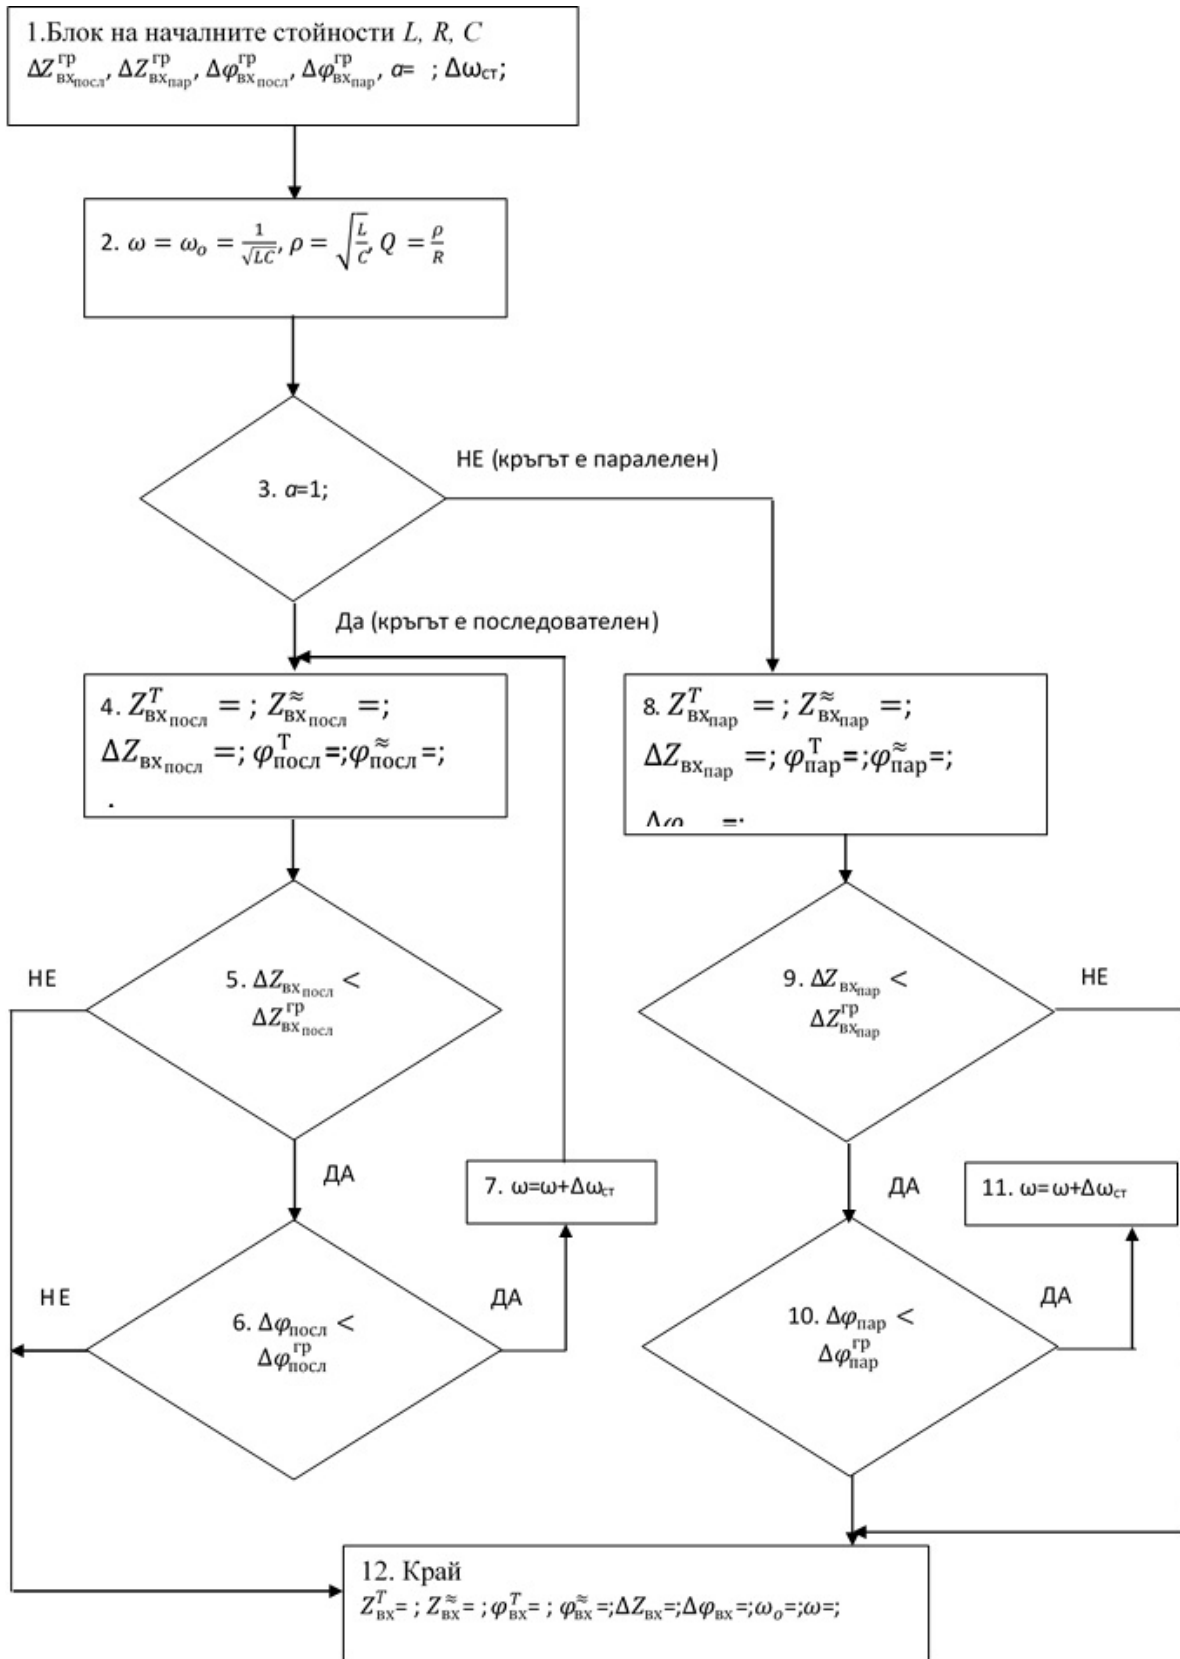 1.Блок на началните стойности L, R, C
ΔZ^гр_вх_посл, ΔZ^гр_вх_пар, Δφ^гр_вх_посл, Δφ^гр_вх_пар, α= ; Δω_ст;
2. ω = ω_o = 1/√LC, ρ = √(L/C), Q = ρ/R
3. α=1;
НЕ (кръгът е паралелен)
Да (кръгът е последователен)
4. Z^T_вх_посл = ; Z^≈_вх_посл =;
ΔZ_вх_посл =; φ^T_посл=;φ^≈_посл=;
.
8. Z^T_вх_пар = ; Z^≈_вх_пар =;
ΔZ_вх_пар =; φ^T_пар=;φ^≈_пар=;
Δφ =;
5. ΔZ_вх_посл <
ΔZ^гр_вх_посл
НЕ
ДА
9. ΔZ_вх_пар <
ΔZ^гр_вх_пар
НЕ
ДА
7. ω=ω+Δω_ст
11. ω=ω+Δω_ст
6. Δφ_посл <
Δφ^гр_посл
НЕ
ДА
10. Δφ_пар <
Δφ^гр_пар
ДА
12. Край
Z^T_вх= ; Z^≈_вх= ; φ^T_вх= ; φ^≈_вх=;ΔZ_вх=;Δφ_вх=;ω_o=;ω=;